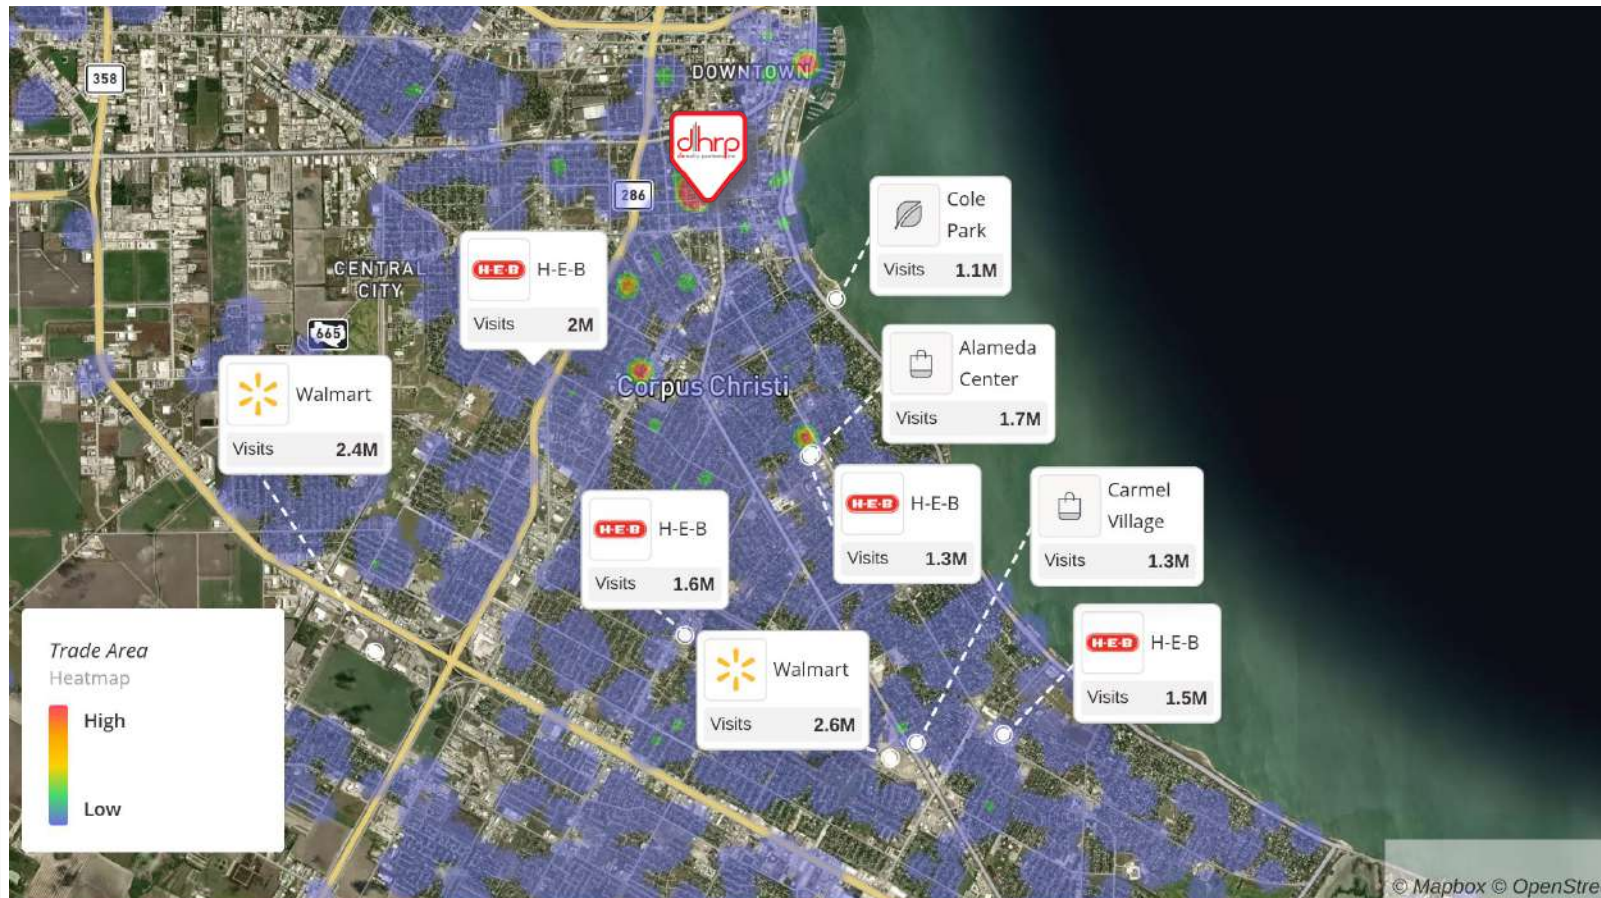 358
DOWNTOWN
dhrp
286
Cole
Park
Visits 1.1M
H-E-B H-E-B
Visits 2M
CENTRAL
CITY
665
Alameda
Center
Visits 1.7M
Walmart
Visits 2.4M
Corpus Christi
H-E-B H-E-B
Visits 1.3M
Carmel
Village
Visits 1.3M
H-E-B H-E-B
Visits 1.6M
H-E-B H-E-B
Visits 1.5M
Walmart
Visits 2.6M
Trade Area
Heatmap
High
Low
© Mapbox © OpenStre